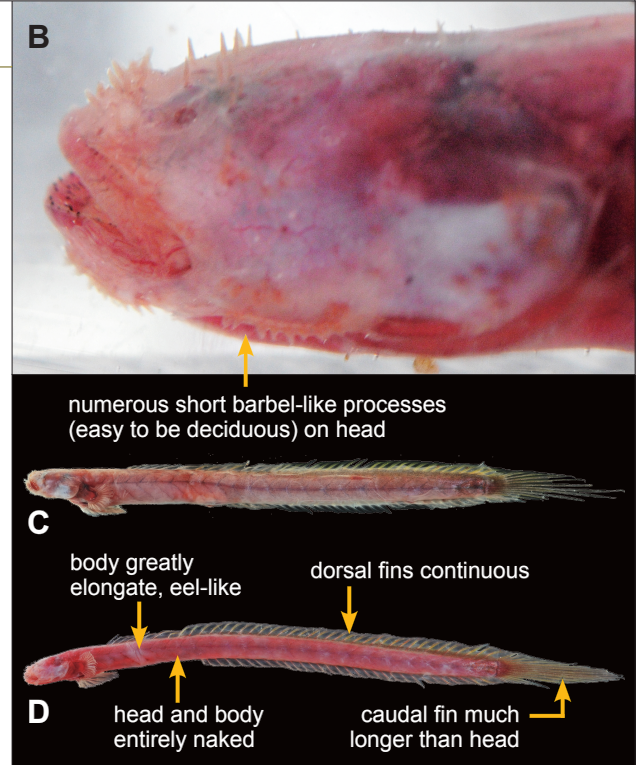 B
numerous short barbel-like processes
(easy to be deciduous) on head
C
body greatly
elongate, eel-like
dorsal fins continuous
head and body
entirely naked
caudal fin much
longer than head
D